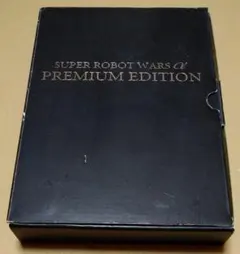 SUPER ROBOT WARS α
PREMIUM EDITION